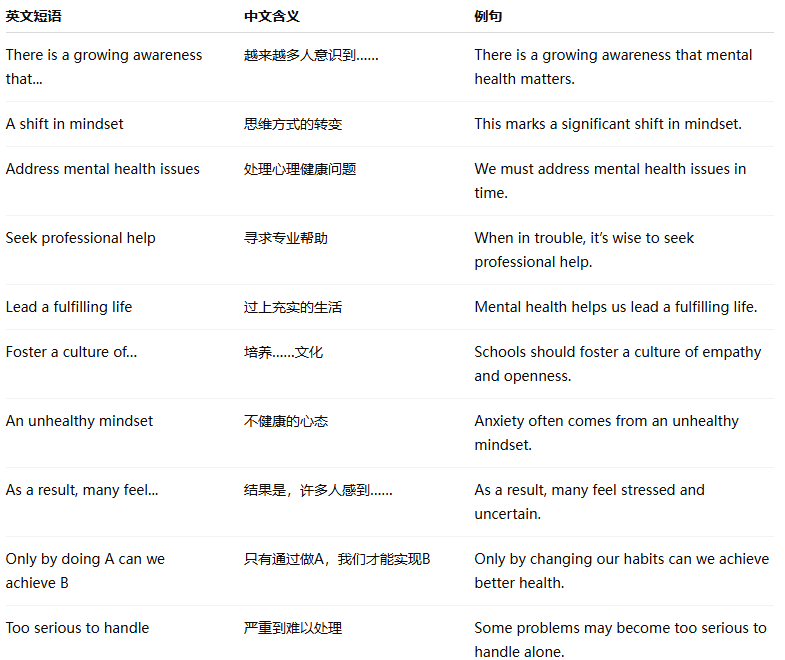 英文短语 中文含义 例句
There is a growing awareness 越来越多人意识到…… There is a growing awareness that mental
that... health matters.
A shift in mindset 思维方式的转变 This marks a significant shift in mindset.
Address mental health issues 处理心理健康问题 We must address mental health issues in
time.
Seek professional help 寻求专业帮助 When in trouble, it’s wise to seek
professional help.
Lead a fulfilling life 过上充实的生活 Mental health helps us lead a fulfilling life.
Foster a culture of... 培养……文化 Schools should foster a culture of empathy
and openness.
An unhealthy mindset 不健康的心态 Anxiety often comes from an unhealthy
mindset.
As a result, many feel... 结果是，许多人感到…… As a result, many feel stressed and
uncertain.
Only by doing A can we 只有通过做A，我们才能实现B Only by changing our habits can we achieve
achieve B better health.
Too serious to handle 严重到难以处理 Some problems may become too serious to
handle alone.